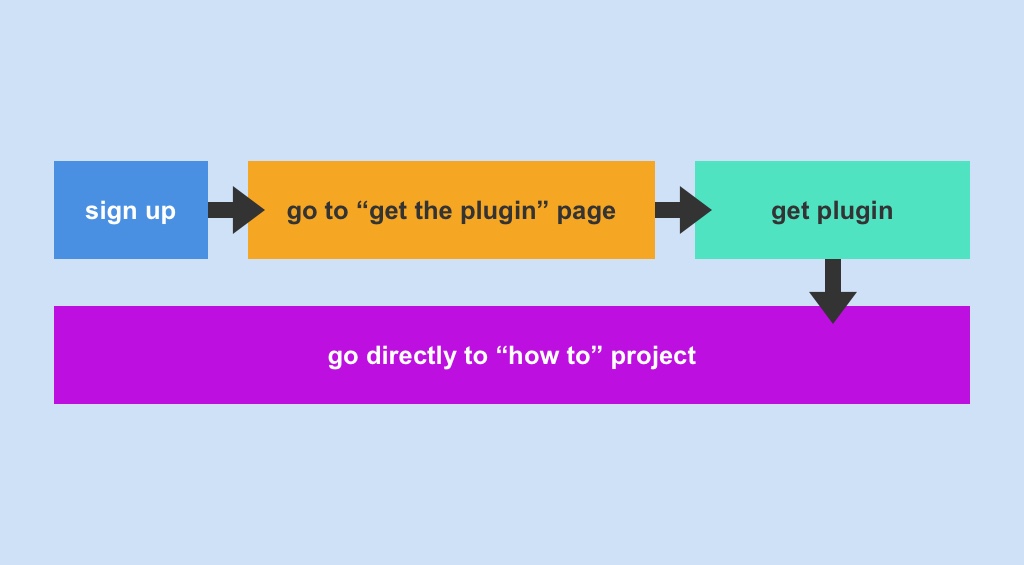 sign up
go to “get the plugin” page
get plugin
go directly to “how to” project